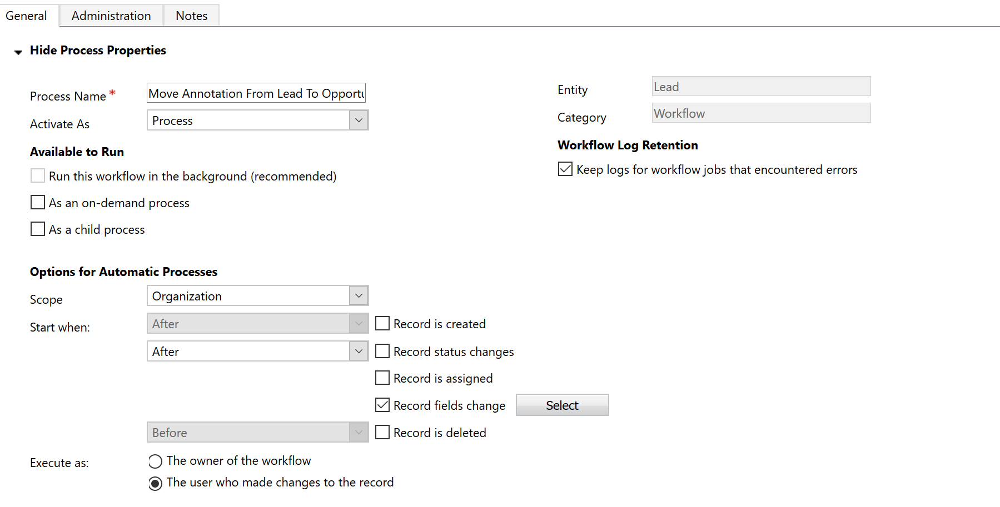 General
Administration
Notes
Hide Process Properties
Process Name *
Move Annotation From Lead To Opportu
Activate As
Process
Available to Run
Run this workflow in the background (recommended)
As an on-demand process
As a child process
Entity
Lead
Category
Workflow
Workflow Log Retention
Keep logs for workflow jobs that encountered errors
Options for Automatic Processes
Scope
Organization
Start when:
After
Record is created
After
Record status changes
Record is assigned
Record fields change
Select
Before
Record is deleted
Execute as:
The owner of the workflow
The user who made changes to the record